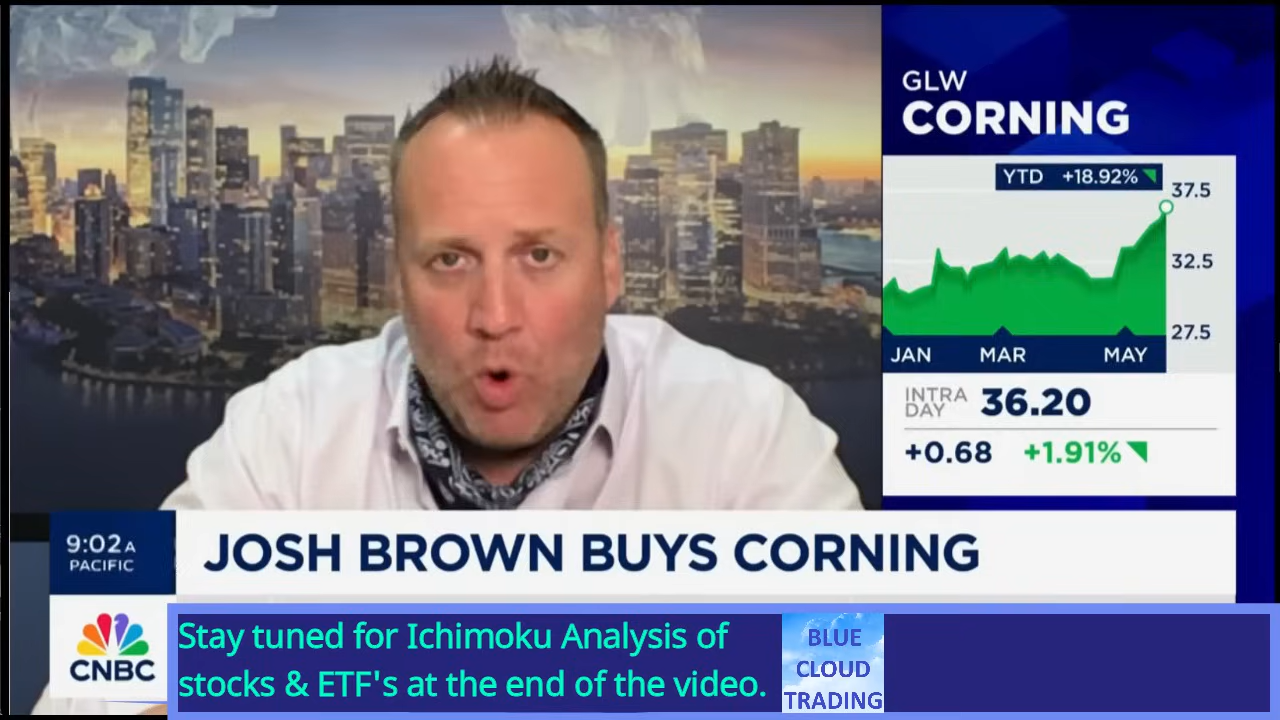 GLW
CORNING
YTD +18.92%
37.5
32.5
27.5
JAN MAR MAY
INTRA
DAY
36.20
+0.68 +1.91%
9:02A
PACIFIC
JOSH BROWN BUYS CORNING
CNBC
Stay tuned for Ichimoku Analysis of
stocks & ETF's at the end of the video.
BLUE
CLOUD
TRADING